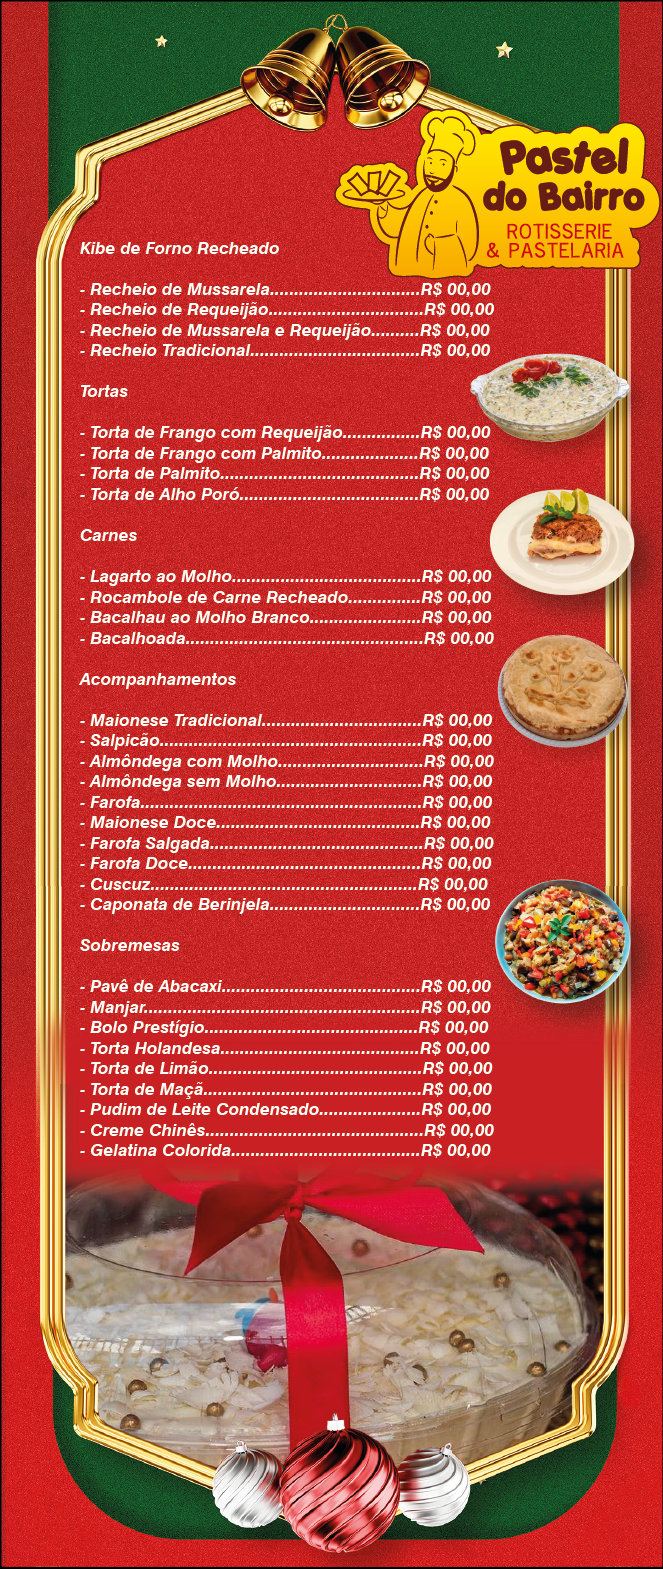 Pastel
do Bairro
ROTISSERIE
& PASTELARIA
Kibe de Forno Recheado
- Recheio de Mussarela...............................R$ 00,00
- Recheio de Requeijão................................R$ 00,00
- Recheio de Mussarela e Requeijão..........R$ 00,00
- Recheio Tradicional...................................R$ 00,00
Tortas
- Torta de Frango com Requeijão................R$ 00,00
- Torta de Frango com Palmito....................R$ 00,00
- Torta de Palmito.........................................R$ 00,00
- Torta de Alho Poró.....................................R$ 00,00
Carnes
- Lagarto ao Molho.......................................R$ 00,00
- Rocambole de Carne Recheado...............R$ 00,00
- Bacalhau ao Molho Branco.......................R$ 00,00
- Bacalhoada.................................................R$ 00,00
Acompanhamentos
- Maionese Tradicional.................................R$ 00,00
- Salpicão......................................................R$ 00,00
- Almôndega com Molho..............................R$ 00,00
- Almôndega sem Molho..............................R$ 00,00
- Farofa..........................................................R$ 00,00
- Maionese Doce..........................................R$ 00,00
- Farofa Salgada............................................R$ 00,00
- Farofa Doce................................................R$ 00,00
- Cuscuz.......................................................R$ 00,00
- Caponata de Berinjela...............................R$ 00,00
Sobremesas
- Pavê de Abacaxi.........................................R$ 00,00
- Manjar.........................................................R$ 00,00
- Bolo Prestígio............................................R$ 00,00
- Torta Holandesa.........................................R$ 00,00
- Torta de Limão............................................R$ 00,00
- Torta de Maçã.............................................R$ 00,00
- Pudim de Leite Condensado.....................R$ 00,00
- Creme Chinês.............................................R$ 00,00
- Gelatina Colorida.......................................R$ 00,00